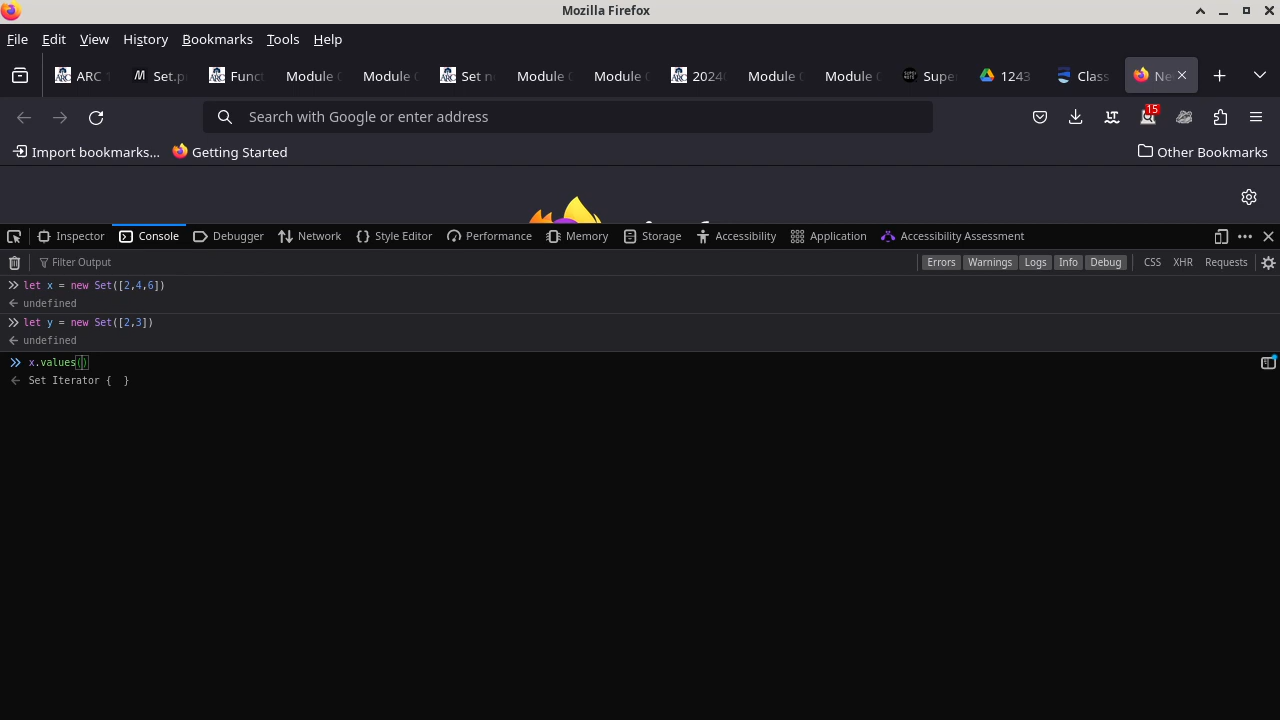 Mozilla Firefox
File Edit View History Bookmarks Tools Help
ARC Set.p Funct Module Module Set n Module Module 2024 Module Module Supe 1243 Class Ne
Search with Google or enter address
15
Import bookmarks... Getting Started Other Bookmarks
Inspector Console Debugger Network Style Editor Performance Memory Storage Accessibility Application Accessibility Assessment
Filter Output Errors Warnings Logs Info Debug CSS XHR Requests
let x = new Set([2,4,6])
undefined
let y = new Set([2,3])
undefined
x.values()
Set Iterator { }